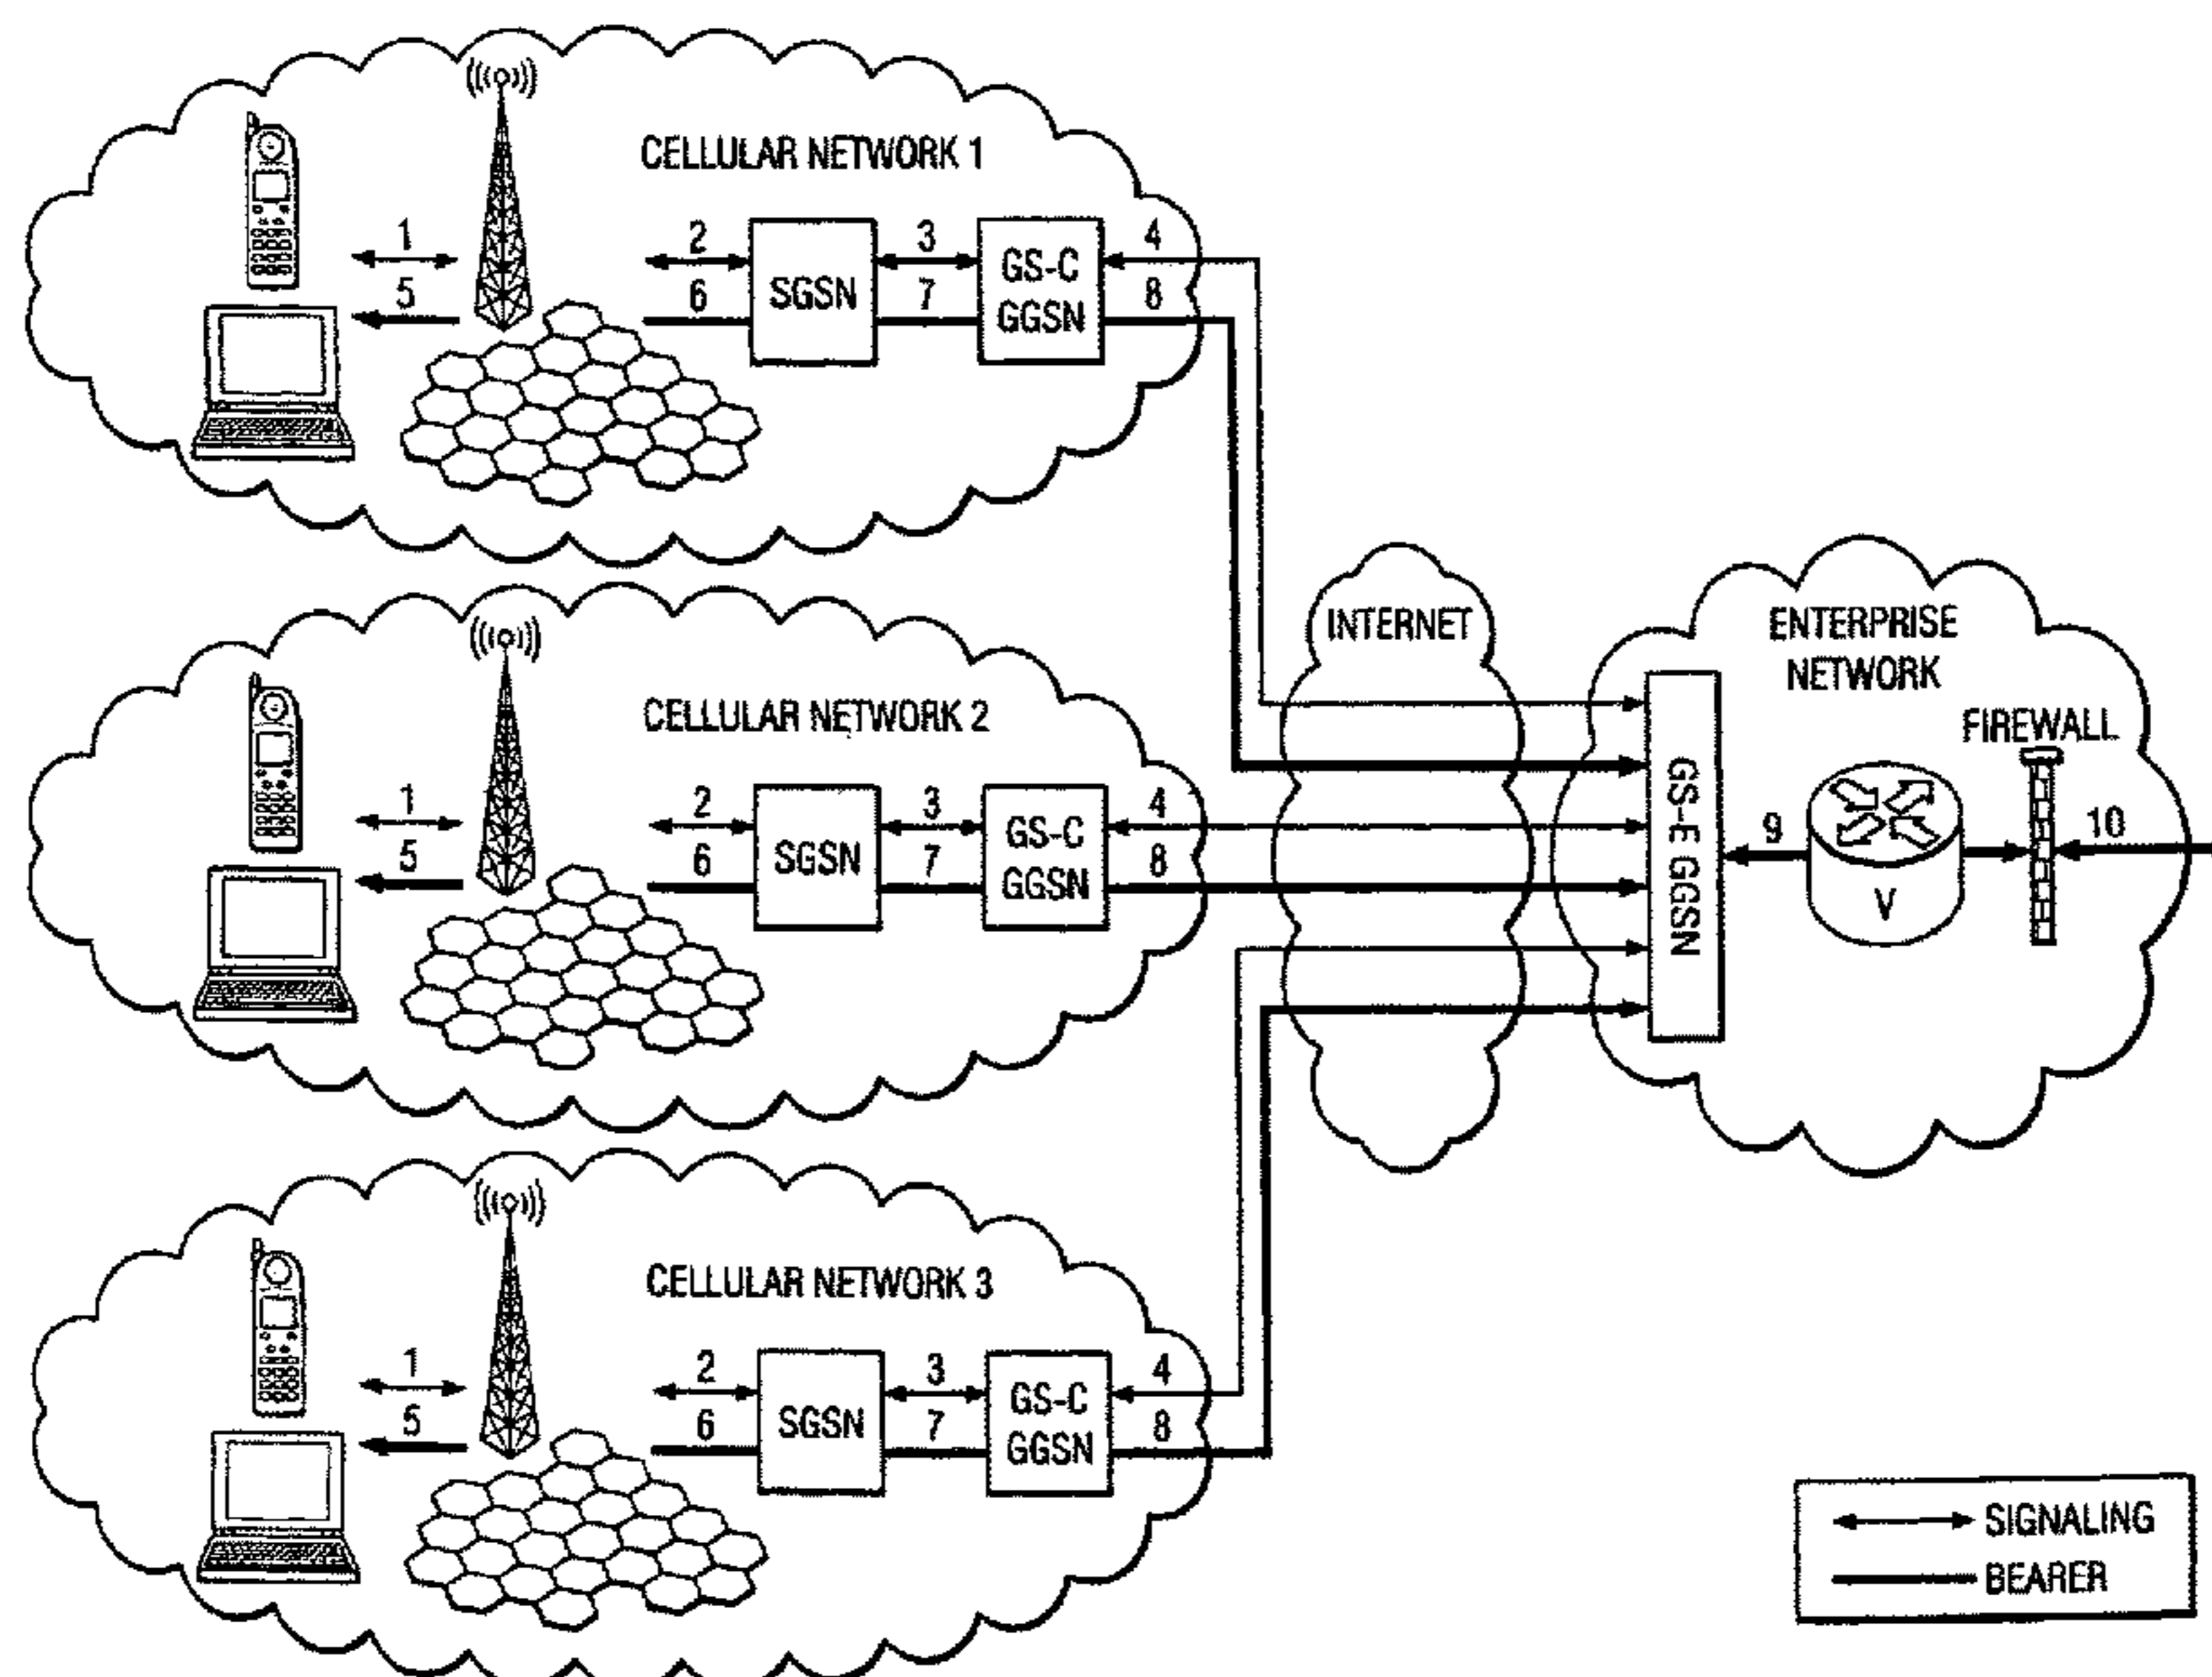 CELLULAR NETWORK 1
1
2
3
4
5
6
7
8
SGSN
GS-C
GGSN
CELLULAR NETWORK 2
1
2
3
4
5
6
7
8
SGSN
GS-C
GGSN
CELLULAR NETWORK 3
1
2
3
4
5
6
7
8
SGSN
GS-C
GGSN
INTERNET
ENTERPRISE
NETWORK
FIREWALL
GS-E GGSN
9
V
10
SIGNALING
BEARER